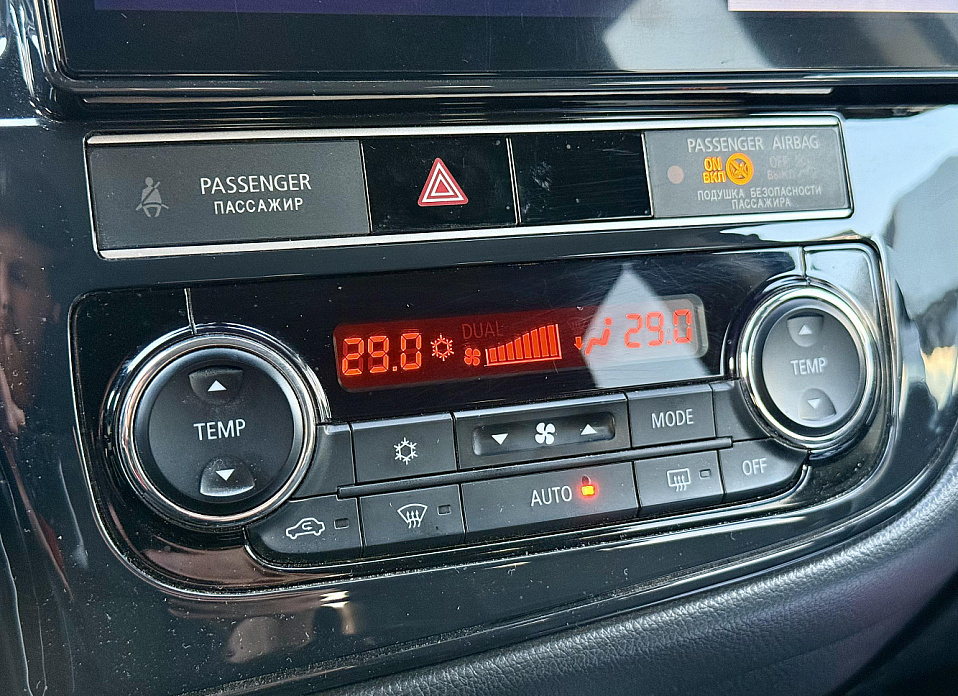 PASSENGER
ПАССАЖИР
PASSENGER AIRBAG
ON OFF
ВКЛ ВЫКЛ
ПОДУШКА БЕЗОПАСНОСТИ
ПАССАЖИРА
29.0 DUAL 29.0
TEMP
TEMP
MODE
AUTO
OFF